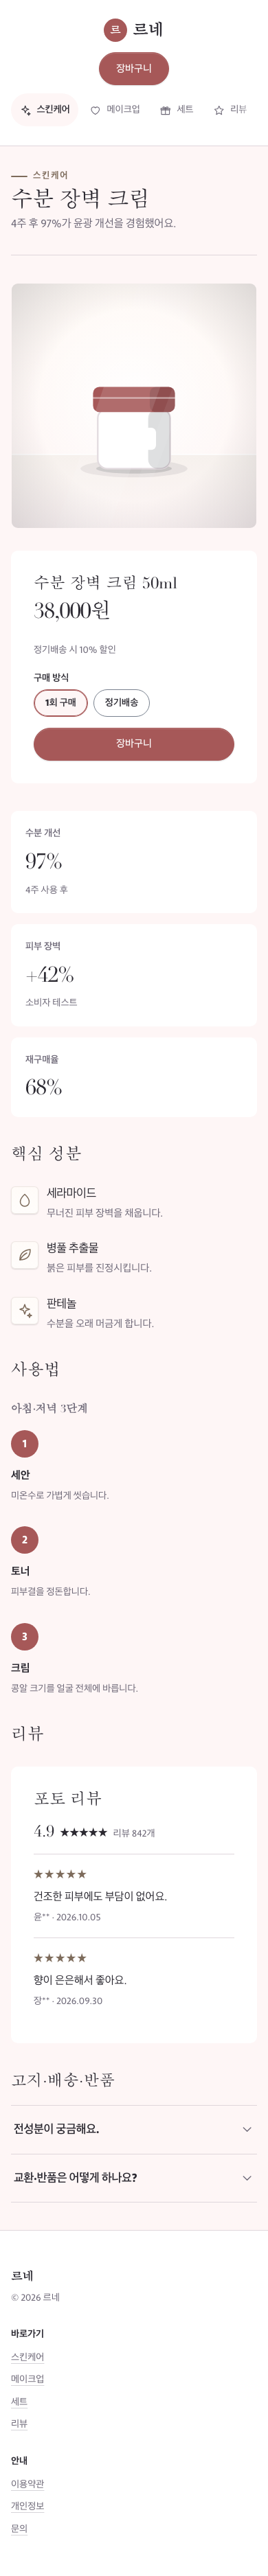 르 르네
장바구니
스킨케어 메이크업 세트 리뷰
스킨케어
수분 장벽 크림
4주 후 97%가 윤광 개선을 경험했어요.
수분 장벽 크림 50ml
38,000원
정기배송 시 10% 할인
구매 방식
1회 구매 정기배송
장바구니
수분 개선
97%
4주 사용 후
피부 장벽
+42%
소비자 테스트
재구매율
68%
핵심 성분
세라마이드
무너진 피부 장벽을 채웁니다.
병풀 추출물
붉은 피부를 진정시킵니다.
판테놀
수분을 오래 머금게 합니다.
사용법
아침·저녁 3단계
1
세안
미온수로 가볍게 씻습니다.
2
토너
피부결을 정돈합니다.
3
크림
콩알 크기를 얼굴 전체에 바릅니다.
리뷰
포토 리뷰
4.9 ★★★★★ 리뷰 842개
★★★★★
건조한 피부에도 부담이 없어요.
윤** · 2026.10.05
★★★★★
향이 은은해서 좋아요.
장** · 2026.09.30
고지·배송·반품
전성분이 궁금해요.
교환·반품은 어떻게 하나요?
르네
© 2026 르네
바로가기
스킨케어
메이크업
세트
리뷰
안내
이용약관
개인정보
문의